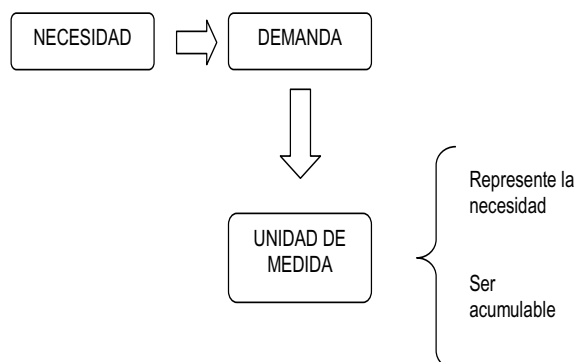 NECESIDAD
DEMANDA
UNIDAD DE
MEDIDA
Represente la
necesidad
Ser
acumulable